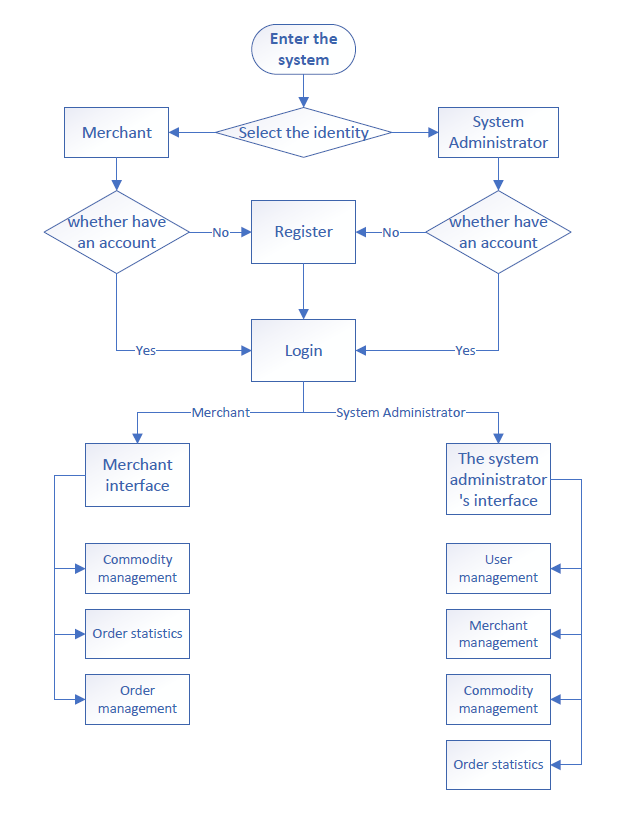 Enter the
system
Merchant
Select the identity
System
Administrator
whether have
an account
No
Register
No
whether have
an account
Yes
Login
Yes
Merchant
System Administrator
Merchant
interface
The system
administrator
's interface
Commodity
management
User
management
Order statistics
Merchant
management
Order
management
Commodity
management
Order statistics